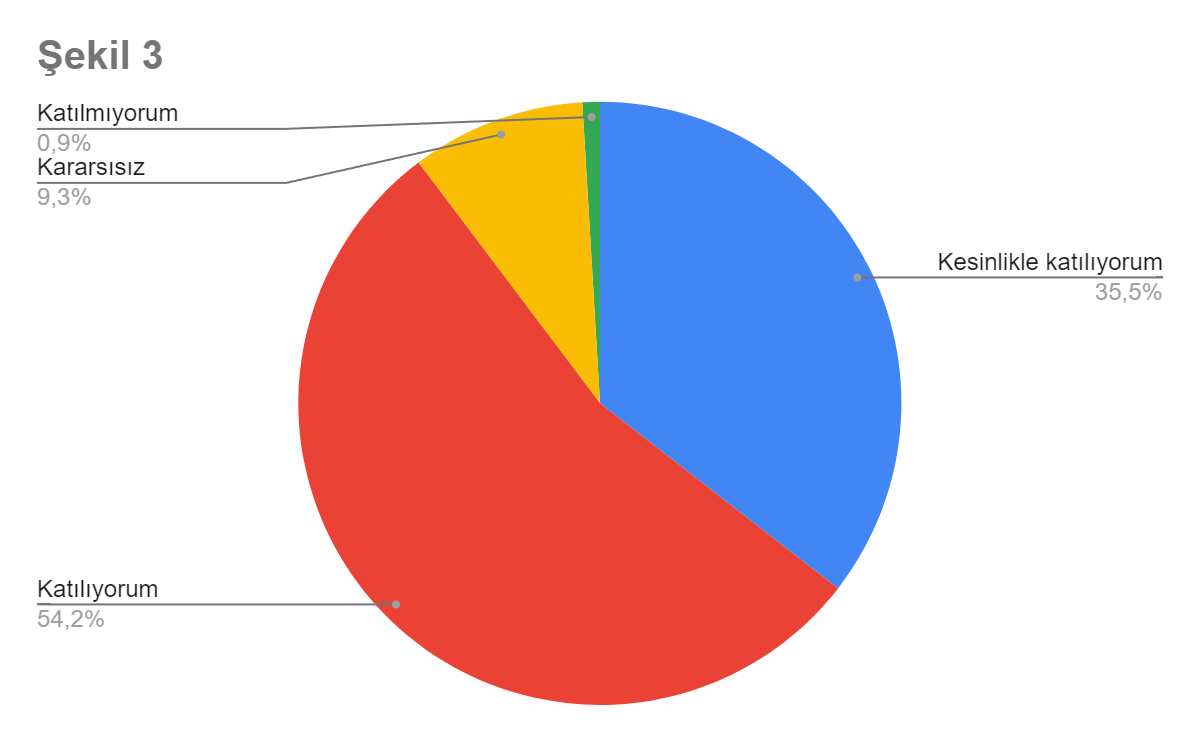 Şekil 3
Katılmıyorum
0,9%
Kararsısız
9,3%
Kesinlikle katılıyorum
35,5%
Katılıyorum
54,2%